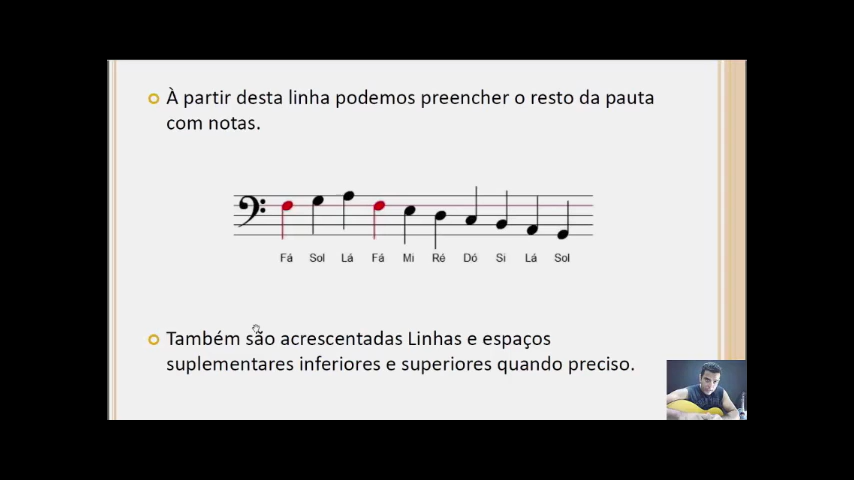 À partir desta linha podemos preencher o resto da pauta
com notas.
Fá Sol Lá Fá Mi Ré Dó Si Lá Sol
Também são acrescentadas Linhas e espaços
suplementares inferiores e superiores quando preciso.